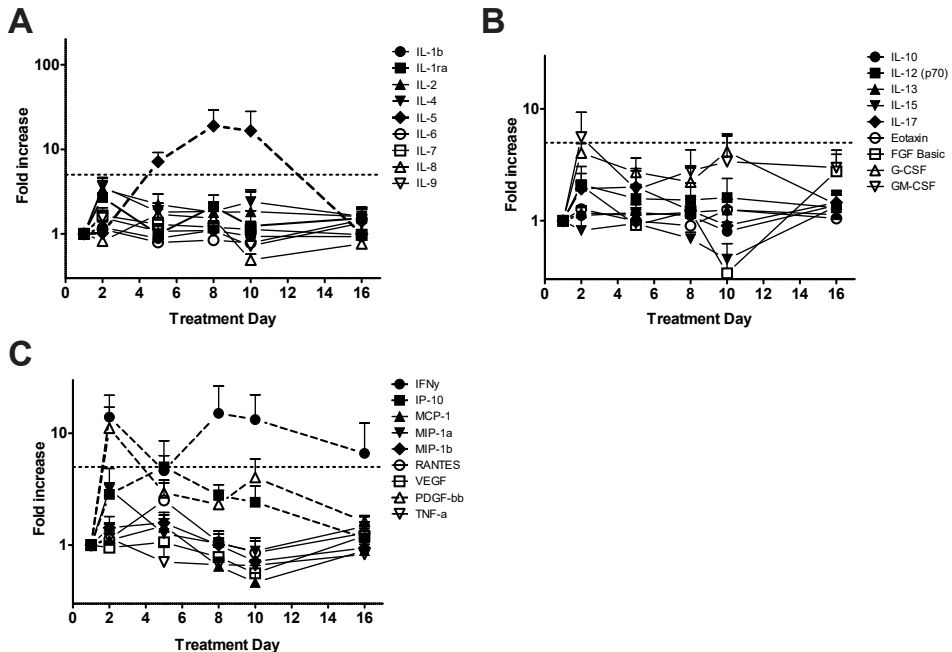 A
Fold increase
100
10
1
0 2 4 6 8 10 12 14 16
Treatment Day
IL-1b
IL-1ra
IL-2
IL-4
IL-5
IL-6
IL-7
IL-8
IL-9
B
Fold increase
10
1
0 2 4 6 8 10 12 14 16
Treatment Day
IL-10
IL-12 (p70)
IL-13
IL-15
IL-17
Eotaxin
FGF Basic
G-CSF
GM-CSF
C
Fold increase
10
1
0 2 4 6 8 10 12 14 16
Treatment Day
IFNy
IP-10
MCP-1
MIP-1a
MIP-1b
RANTES
VEGF
PDGF-bb
TNF-a